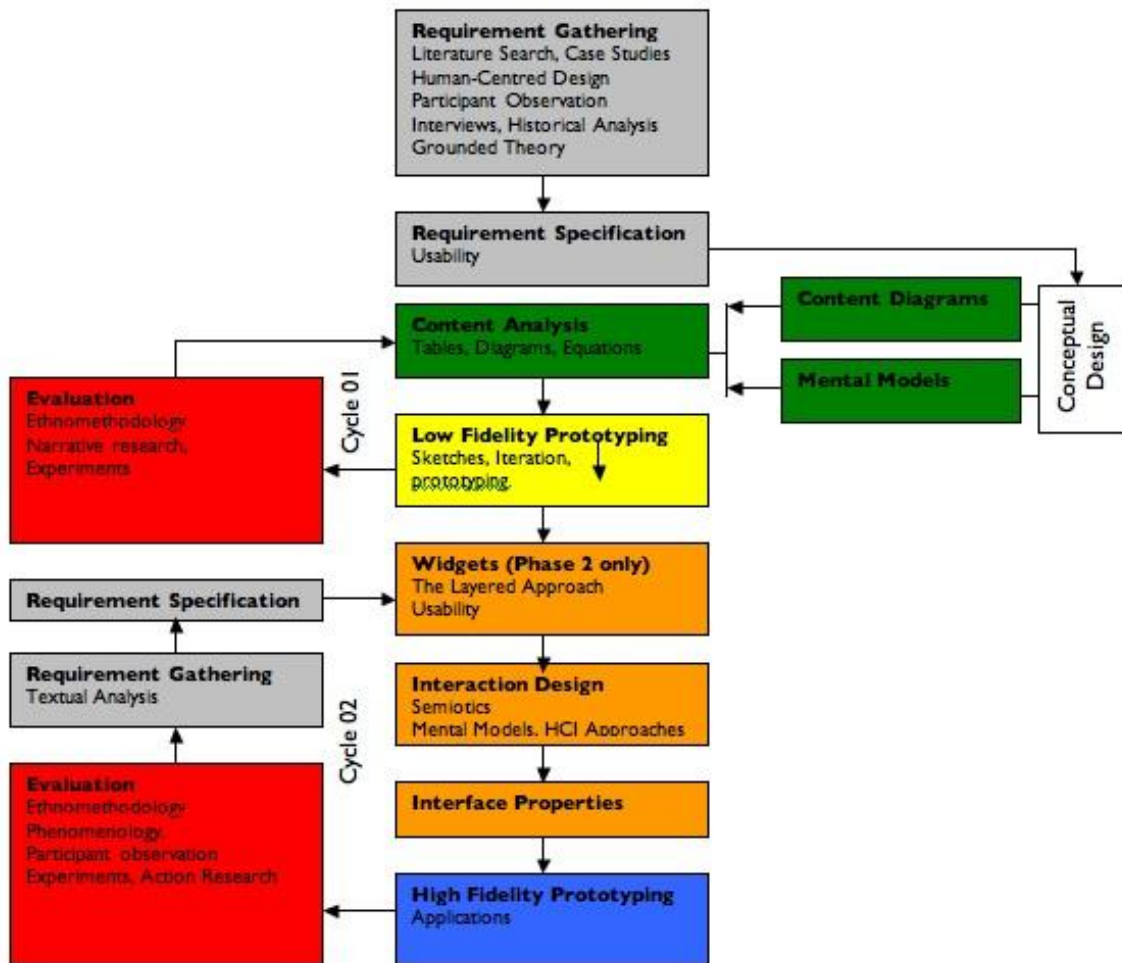 Requirement Gathering
Literature Search, Case Studies
Human-Centred Design
Participant Observation
Interviews, Historical Analysis
Grounded Theory
Requirement Specification
Usability
Content Diagrams
Mental Models
Conceptual
Design
Content Analysis
Tables, Diagrams, Equations
Evaluation
Ethnomethodology
Narrative research,
Experiments
Cycle 01
Low Fidelity Prototyping
Sketches, Iteration,
prototyping.
Widgets (Phase 2 only)
The Layered Approach
Usability
Requirement Specification
Requirement Gathering
Textual Analysis
Cycle 02
Interaction Design
Semiotics
Mental Models. HCI Approaches
Interface Properties
Evaluation
Ethnomethodology
Phenomenology.
Participant observation
Experiments, Action Research
High Fidelity Prototyping
Applications